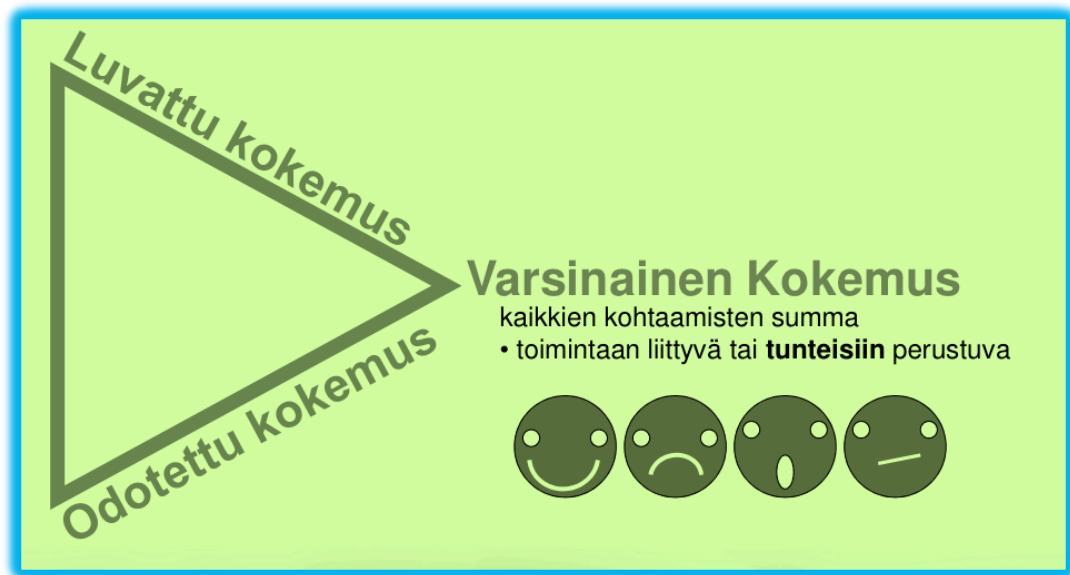 Luvattu kokemus
Varsinainen Kokemus
kaikkien kohtaamisten summa
• toimintaan liittyvä tai tunteisiin perustuva
Odotettu kokemus